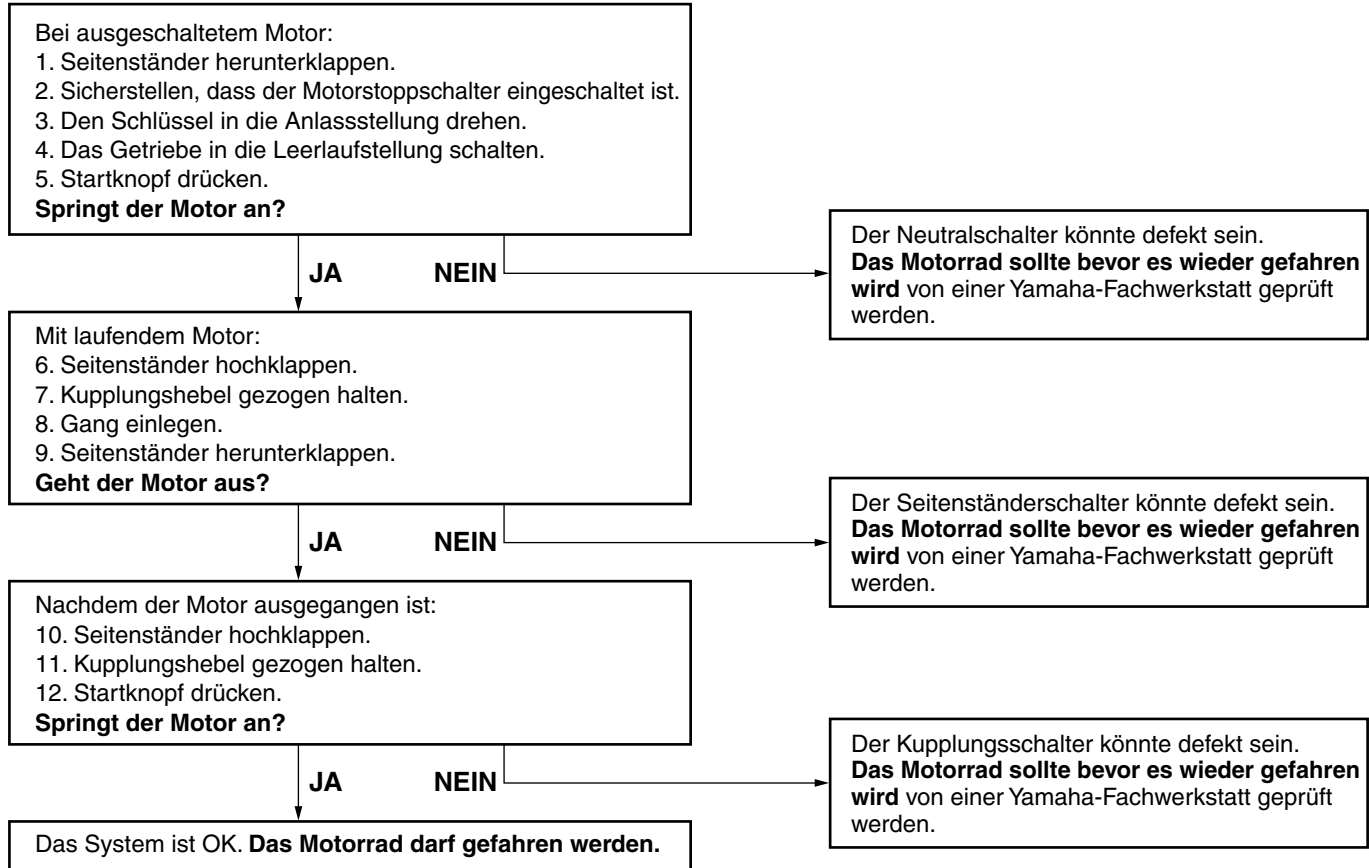 Bei ausgeschaltetem Motor:
1. Seitenständer herunterklappen.
2. Sicherstellen, dass der Motorstoppschalter eingeschaltet ist.
3. Den Schlüssel in die Anlassstellung drehen.
4. Das Getriebe in die Leerlaufstellung schalten.
5. Startknopf drücken.
Springt der Motor an?
JA NEIN
Der Neutralschalter könnte defekt sein.
Das Motorrad sollte bevor es wieder gefahren
wird von einer Yamaha-Fachwerkstatt geprüft
werden.
Mit laufendem Motor:
6. Seitenständer hochklappen.
7. Kupplungshebel gezogen halten.
8. Gang einlegen.
9. Seitenständer herunterklappen.
Geht der Motor aus?
JA NEIN
Der Seitenständerschalter könnte defekt sein.
Das Motorrad sollte bevor es wieder gefahren
wird von einer Yamaha-Fachwerkstatt geprüft
werden.
Nachdem der Motor ausgegangen ist:
10. Seitenständer hochklappen.
11. Kupplungshebel gezogen halten.
12. Startknopf drücken.
Springt der Motor an?
JA NEIN
Der Kupplungsschalter könnte defekt sein.
Das Motorrad sollte bevor es wieder gefahren
wird von einer Yamaha-Fachwerkstatt geprüft
werden.
Das System ist OK. Das Motorrad darf gefahren werden.